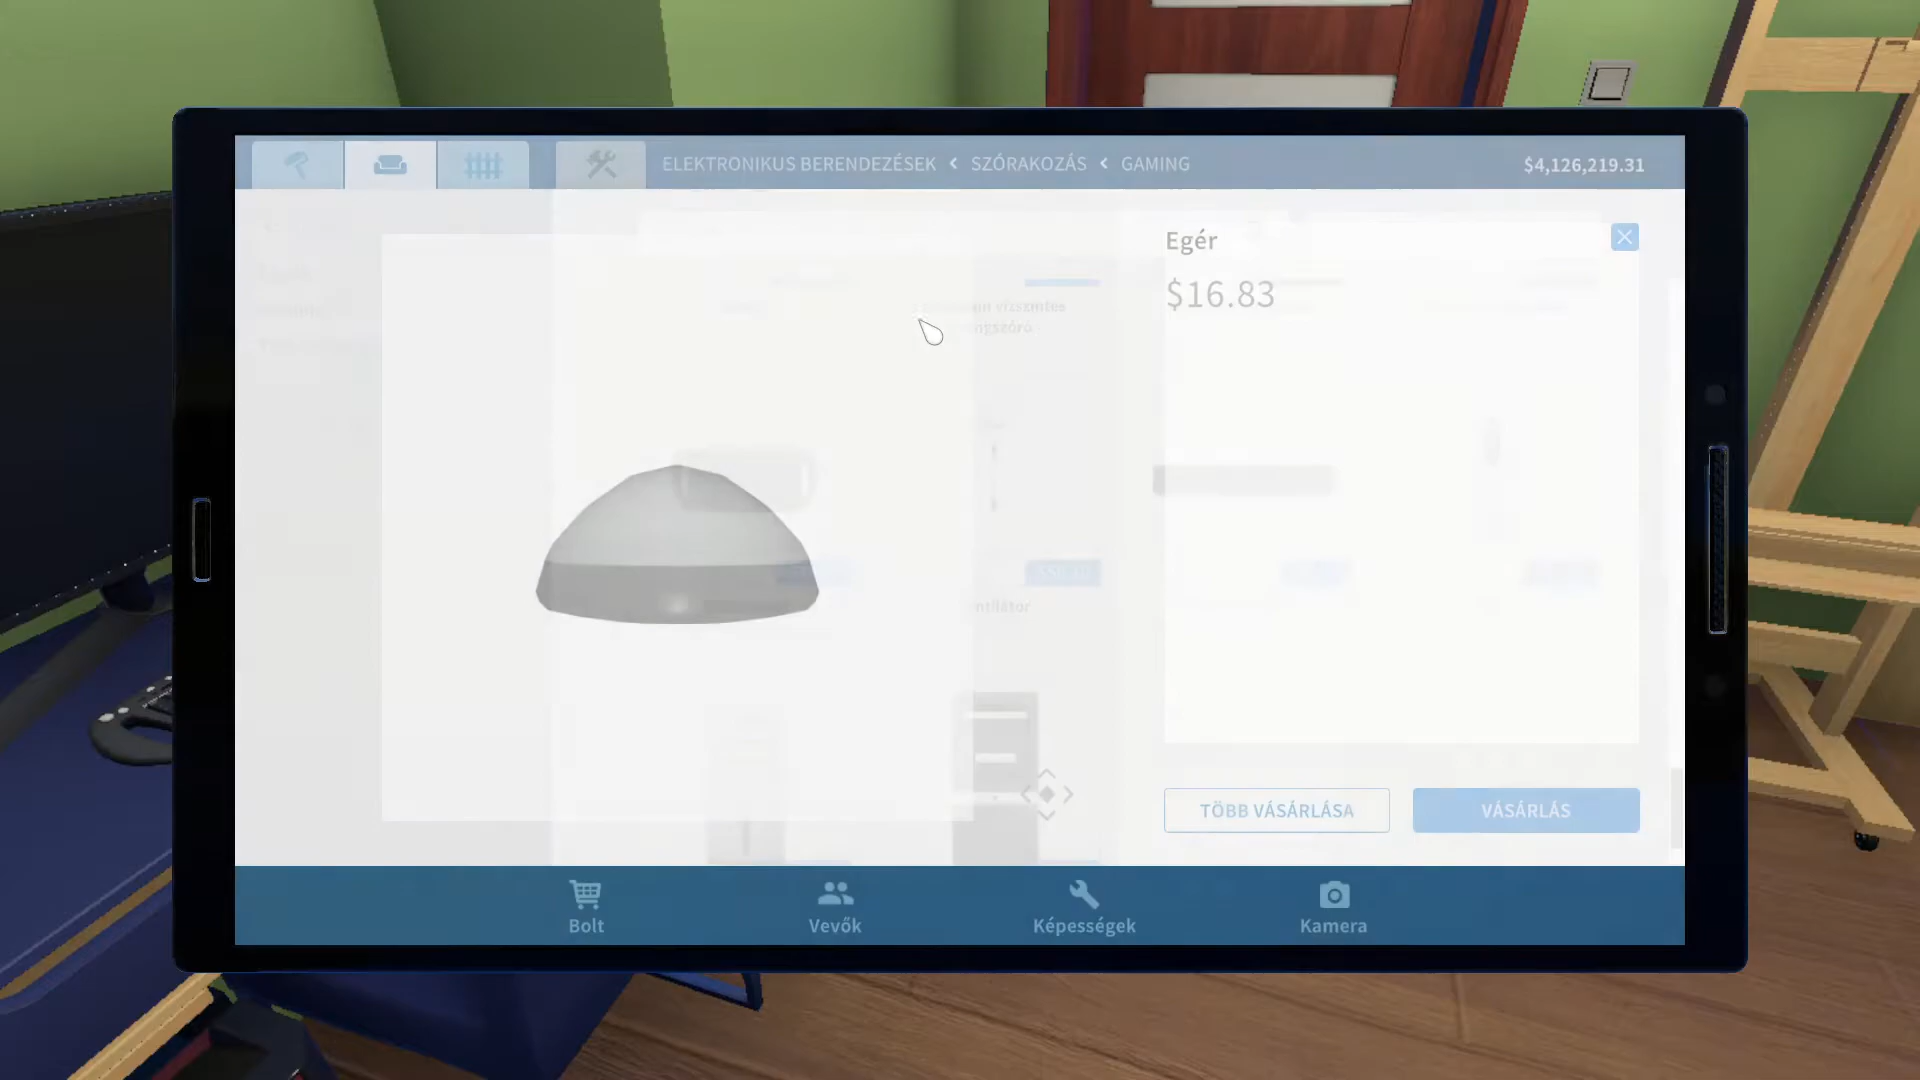 ELEKTRONIKUS BERENDEZÉSEK < SZÓRAKOZÁS < GAMING
$4,126,219.31
Egér
$16.83
TÖBB VÁSÁRLÁSA
VÁSÁRLÁS
Bolt
Vevők
Képességek
Kamera